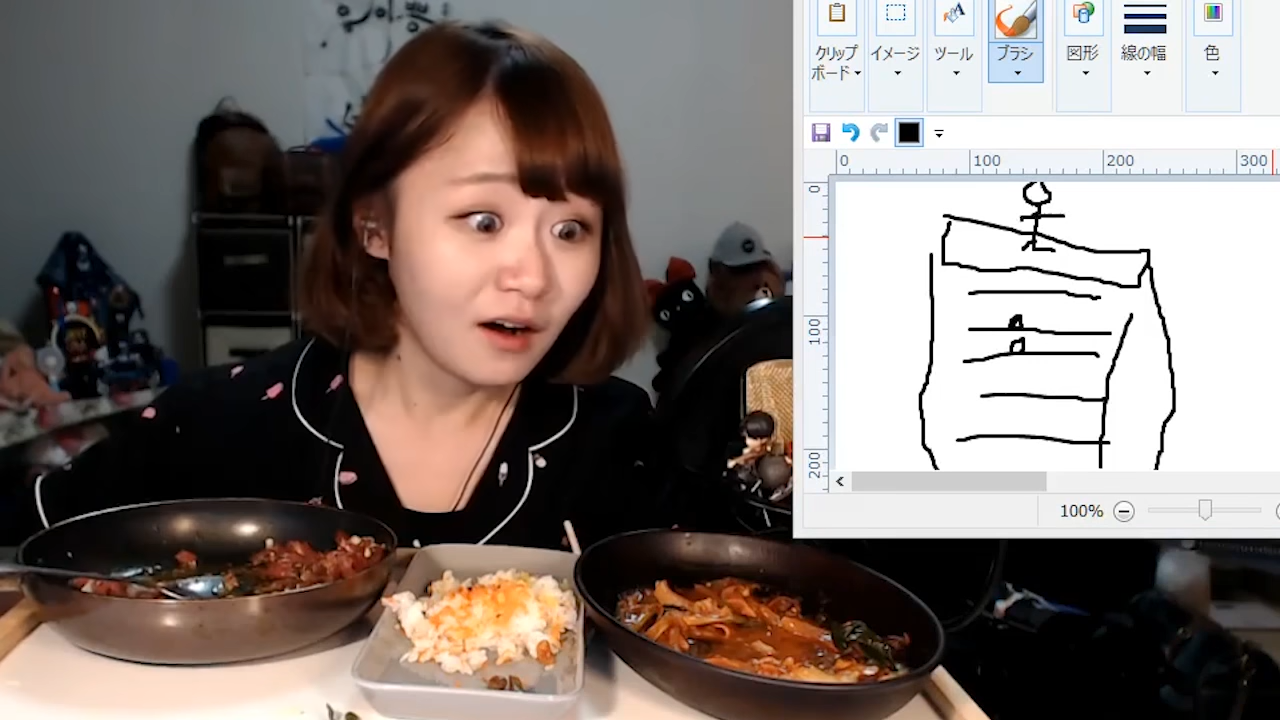 クリップ
ボード
イメージ
ツール
ブラシ
図形
線の幅
色
0 100 200 300
0
100
200
100%